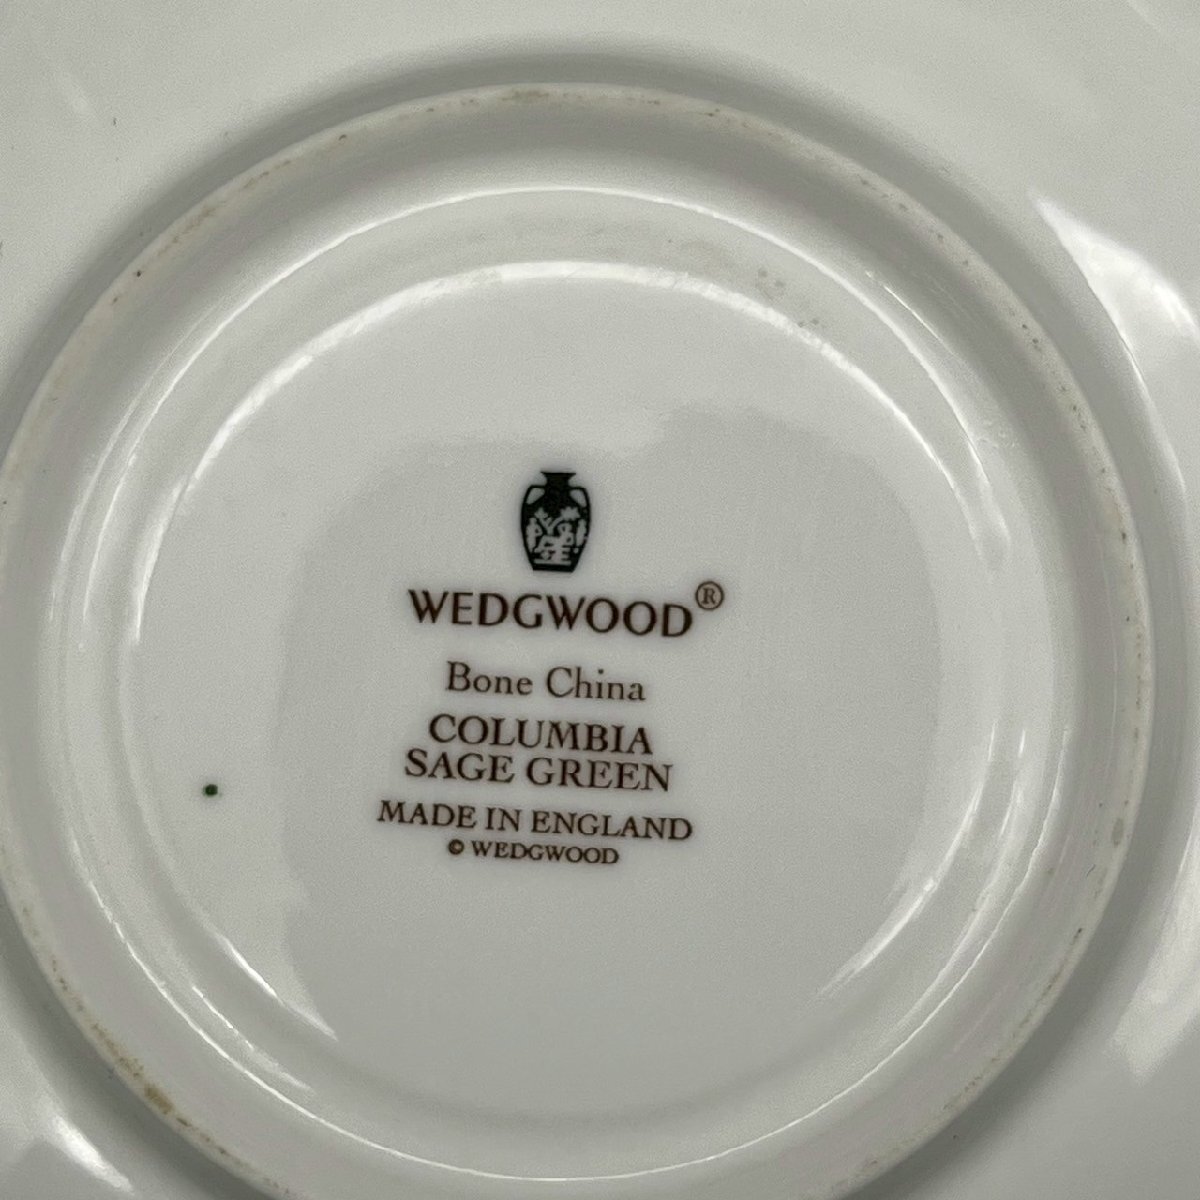 WEDGWOOD®
Bone China
COLUMBIA
SAGE GREEN
MADE IN ENGLAND
© WEDGWOOD